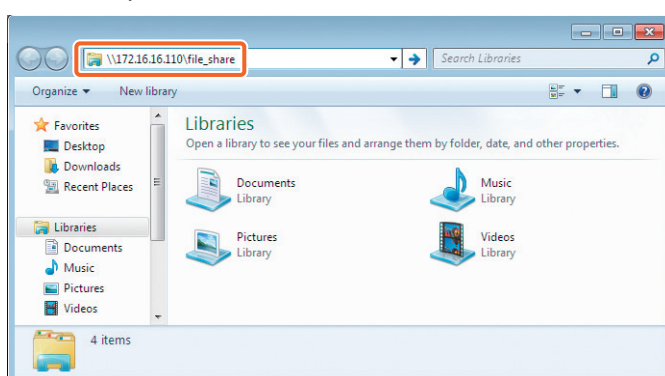 \\172.16.16.110\file_share
Search Libraries
Organize
New library
Favorites
Desktop
Downloads
Recent Places
Libraries
Documents
Music
Pictures
Videos
Libraries
Open a library to see your files and arrange them by folder, date, and other properties.
Documents
Library
Music
Library
Pictures
Library
Videos
Library
4 items